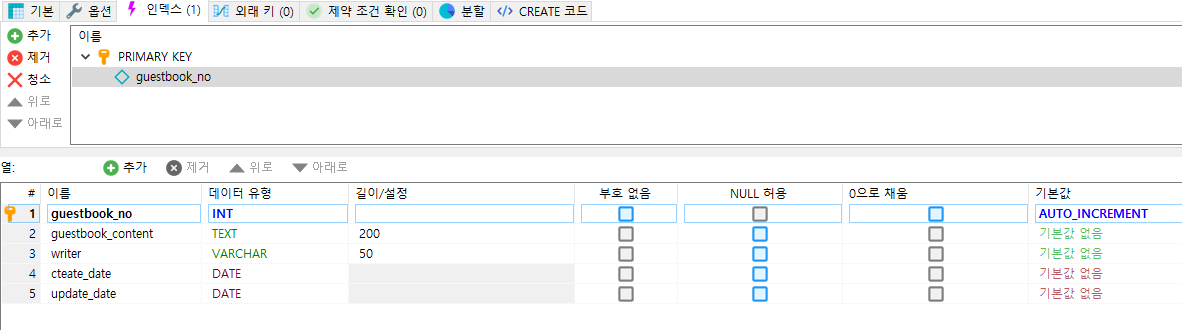 기본 옵션 인덱스 (1) 외래 키 (0) 제약 조건 확인 (0) 분할 CREATE 코드
추가
제거
청소
위로
아래로
이름
PRIMARY KEY
guestbook_no
열: 추가 제거 위로 아래로
# 이름 데이터 유형 길이/설정 부호 없음 NULL 허용 0으로 채움 기본값
1 guestbook_no INT AUTO_INCREMENT
2 guestbook_content TEXT 200 기본값 없음
3 writer VARCHAR 50 기본값 없음
4 cteate_date DATE 기본값 없음
5 update_date DATE 기본값 없음